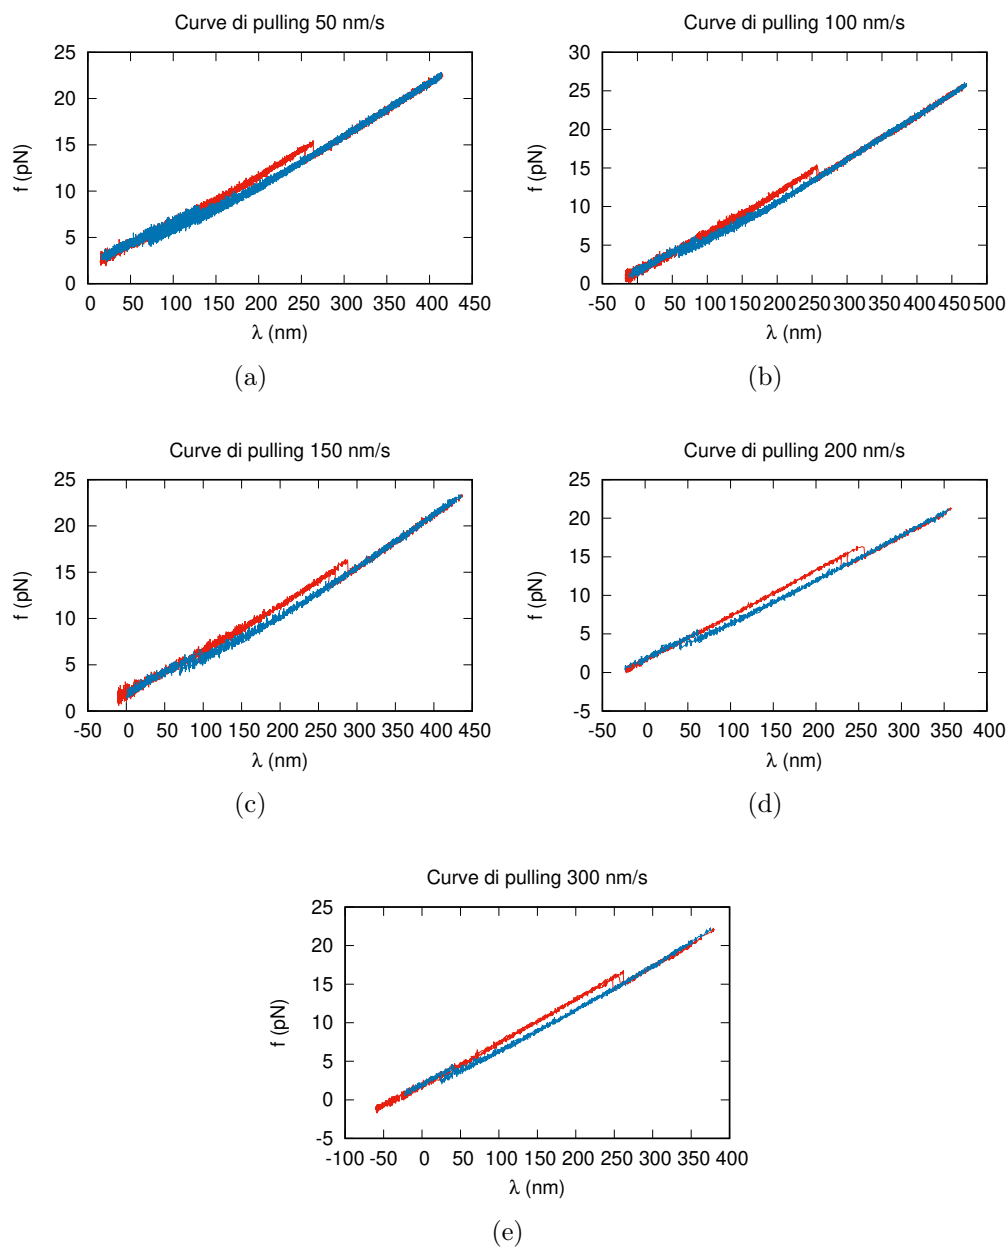 Curve di pulling 50 nm/s
25
20
15
10
5
0
f (pN)
0 50 100 150 200 250 300 350 400 450
λ (nm)
(a)
Curve di pulling 100 nm/s
30
25
20
15
10
5
0
f (pN)
-50 0 50 100 150 200 250 300 350 400 450 500
λ (nm)
(b)
Curve di pulling 150 nm/s
25
20
15
10
5
0
f (pN)
-50 0 50 100 150 200 250 300 350 400 450
λ (nm)
(c)
Curve di pulling 200 nm/s
25
20
15
10
5
0
-5
f (pN)
-50 0 50 100 150 200 250 300 350 400
λ (nm)
(d)
Curve di pulling 300 nm/s
25
20
15
10
5
0
-5
f (pN)
-100 -50 0 50 100 150 200 250 300 350 400
λ (nm)
(e)